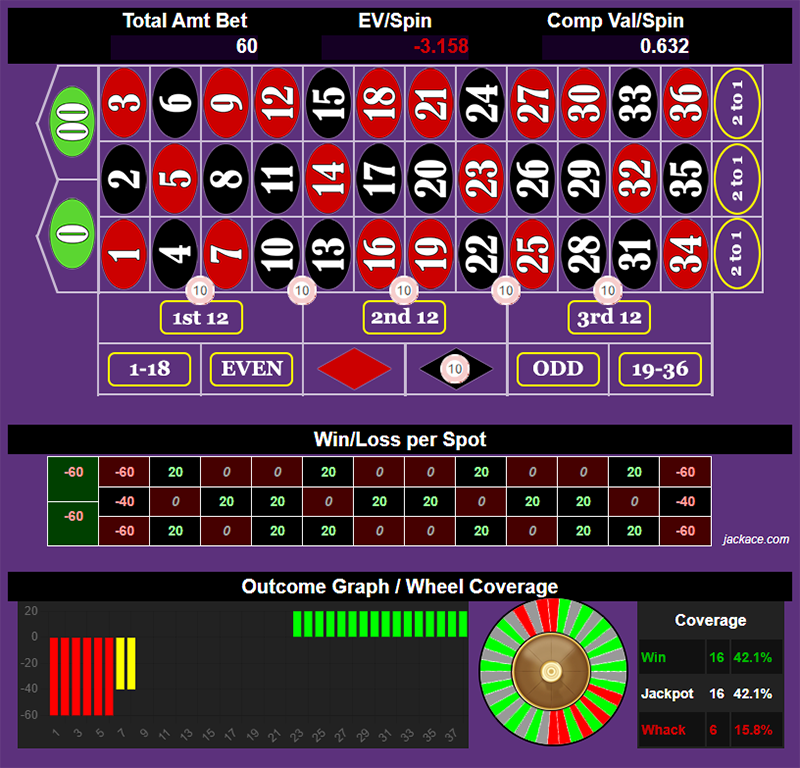 Total Amt Bet EV/Spin Comp Val/Spin
60 -3.158 0.632
00 3 6 9 12 15 18 21 24 27 30 33 36 2 to 1
2 5 8 11 14 17 20 23 26 29 32 35 2 to 1
0 1 4 7 10 13 16 19 22 25 28 31 34 2 to 1
10 10 10 10 10
1st 12 2nd 12 3rd 12
1-18 EVEN 10 ODD 19-36
Win/Loss per Spot
-60 -60 20 0 0 20 0 0 20 0 0 20 -60
-40 0 20 20 0 20 20 0 20 20 0 -40
-60 -60 20 0 20 20 0 0 20 0 20 20 -60
jackace.com
Outcome Graph / Wheel Coverage
20
0
-20
-40
-60
1 3 5 7 9 11 13 15 17 19 21 23 25 27 29 31 33 35 37
Coverage
Win 16 42.1%
Jackpot 16 42.1%
Whack 6 15.8%